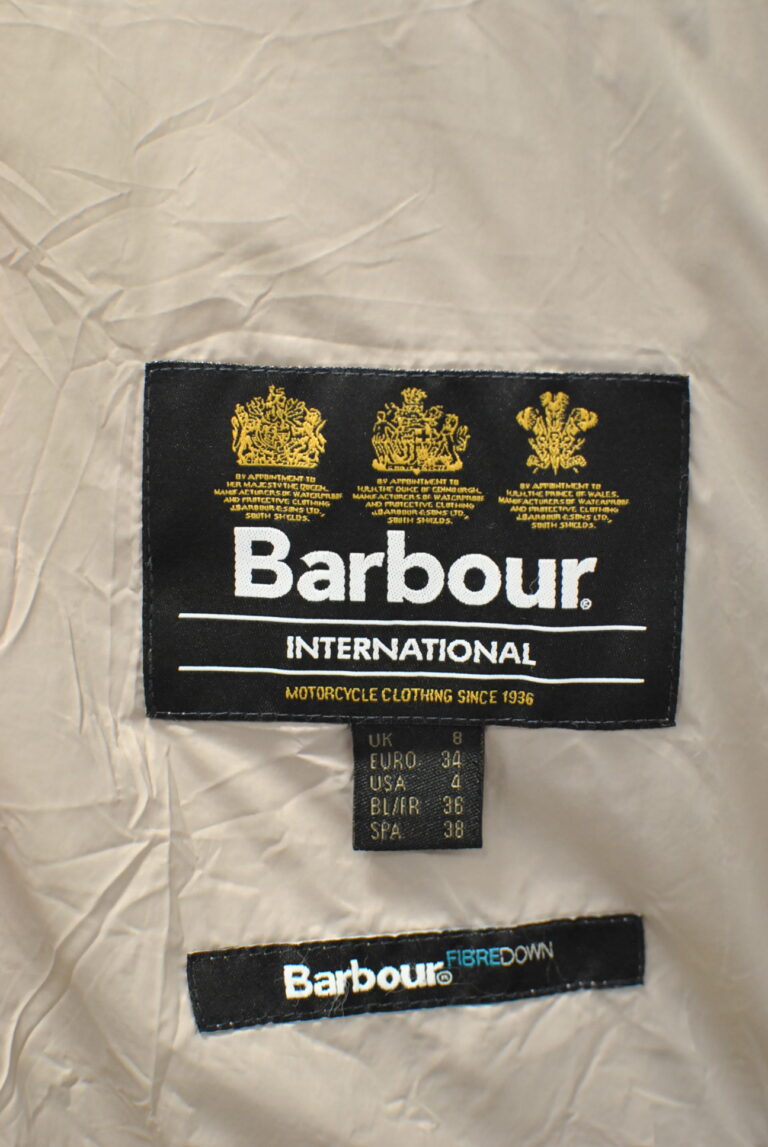 BY APPOINTMENT TO
HER MAJESTY THE QUEEN.
MANUFACTURERS OF WATERPROOF
AND PROTECTIVE CLOTHING
J.BARBOUR & SONS LTD.,
SOUTH SHIELDS.
BY APPOINTMENT TO
H.R.H. THE DUKE OF EDINBURGH.
MANUFACTURERS OF WATERPROOF
AND PROTECTIVE CLOTHING
J.BARBOUR & SONS LTD.,
SOUTH SHIELDS.
BY APPOINTMENT TO
H.R.H. THE PRINCE OF WALES.
MANUFACTURERS OF WATERPROOF
AND PROTECTIVE CLOTHING
J.BARBOUR & SONS LTD.,
SOUTH SHIELDS.
Barbour®
INTERNATIONAL
MOTORCYCLE CLOTHING SINCE 1936
UK 8
EURO. 34
USA 4
BL/FR 36
SPA 38
Barbour® FIBREDOWN